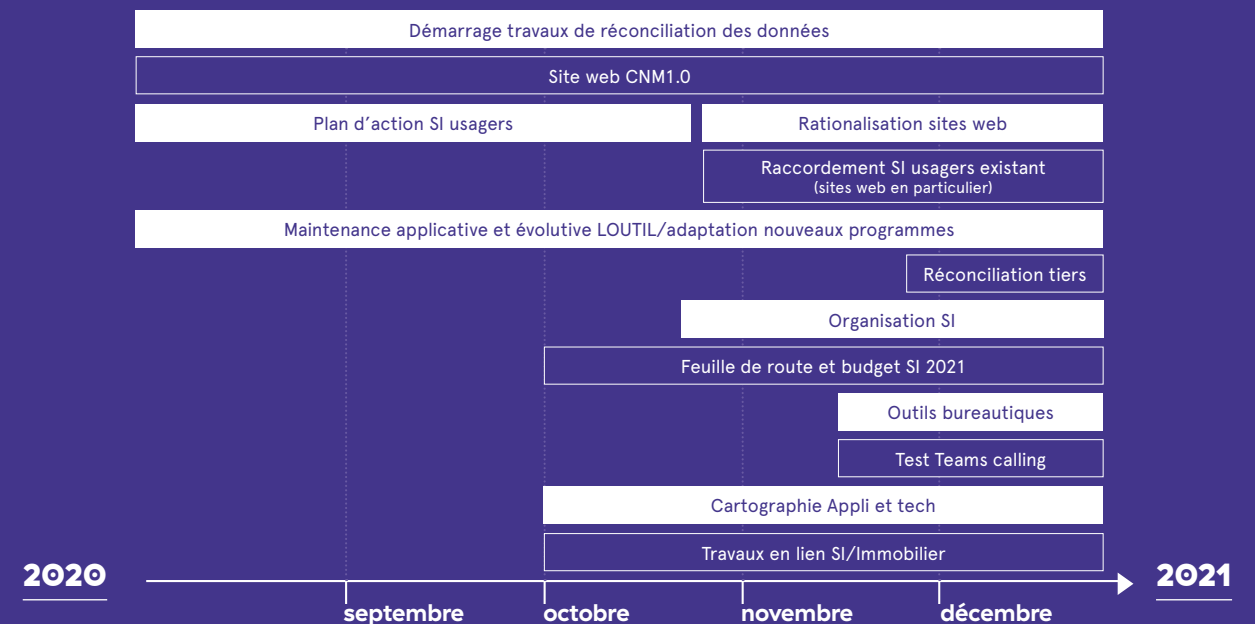 Démarrage travaux de réconciliation des données
Site web CNM1.0
Plan d’action SI usagers
Rationalisation sites web
Raccordement SI usagers existant
(sites web en particulier)
Maintenance applicative et évolutive LOUTIL/adaptation nouveaux programmes
Réconciliation tiers
Organisation SI
Feuille de route et budget SI 2021
Outils bureautiques
Test Teams calling
Cartographie Appli et tech
Travaux en lien SI/Immobilier
2020
2021
septembre
octobre
novembre
décembre